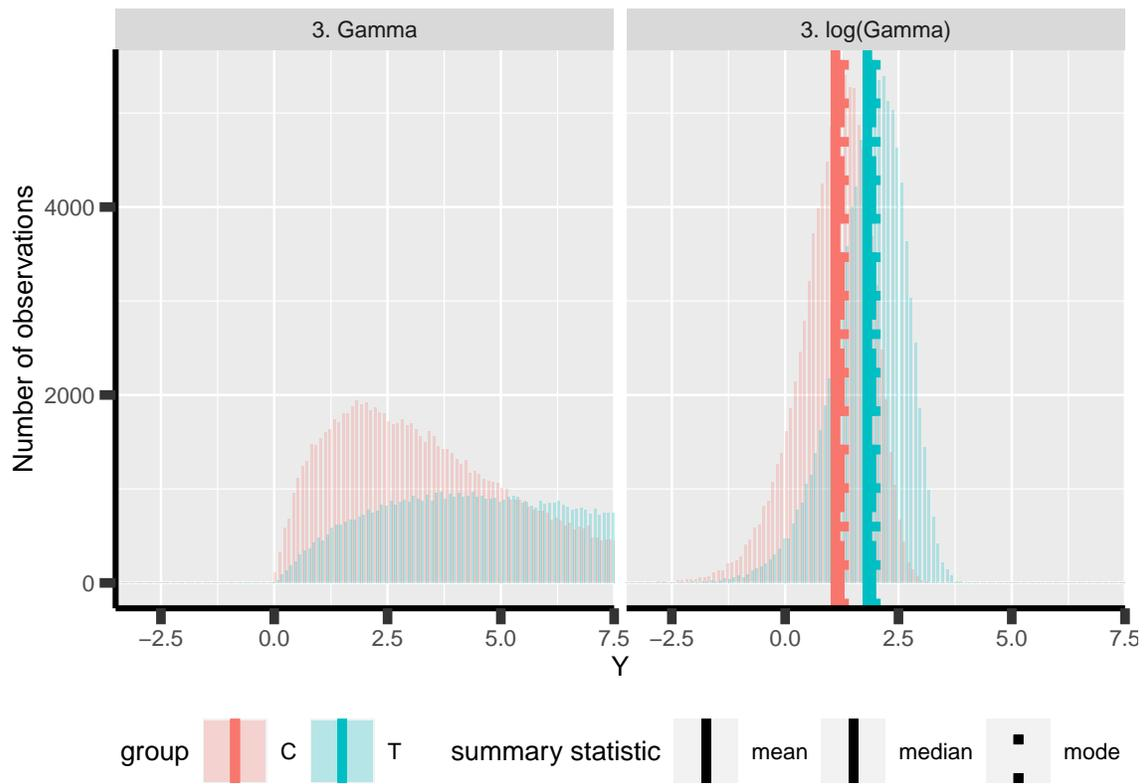 3. Gamma
3. log(Gamma)
Number of observations
4000
2000
0
−2.5 0.0 2.5 5.0 7.5
−2.5 0.0 2.5 5.0 7.5
Y
group C T summary statistic mean median mode